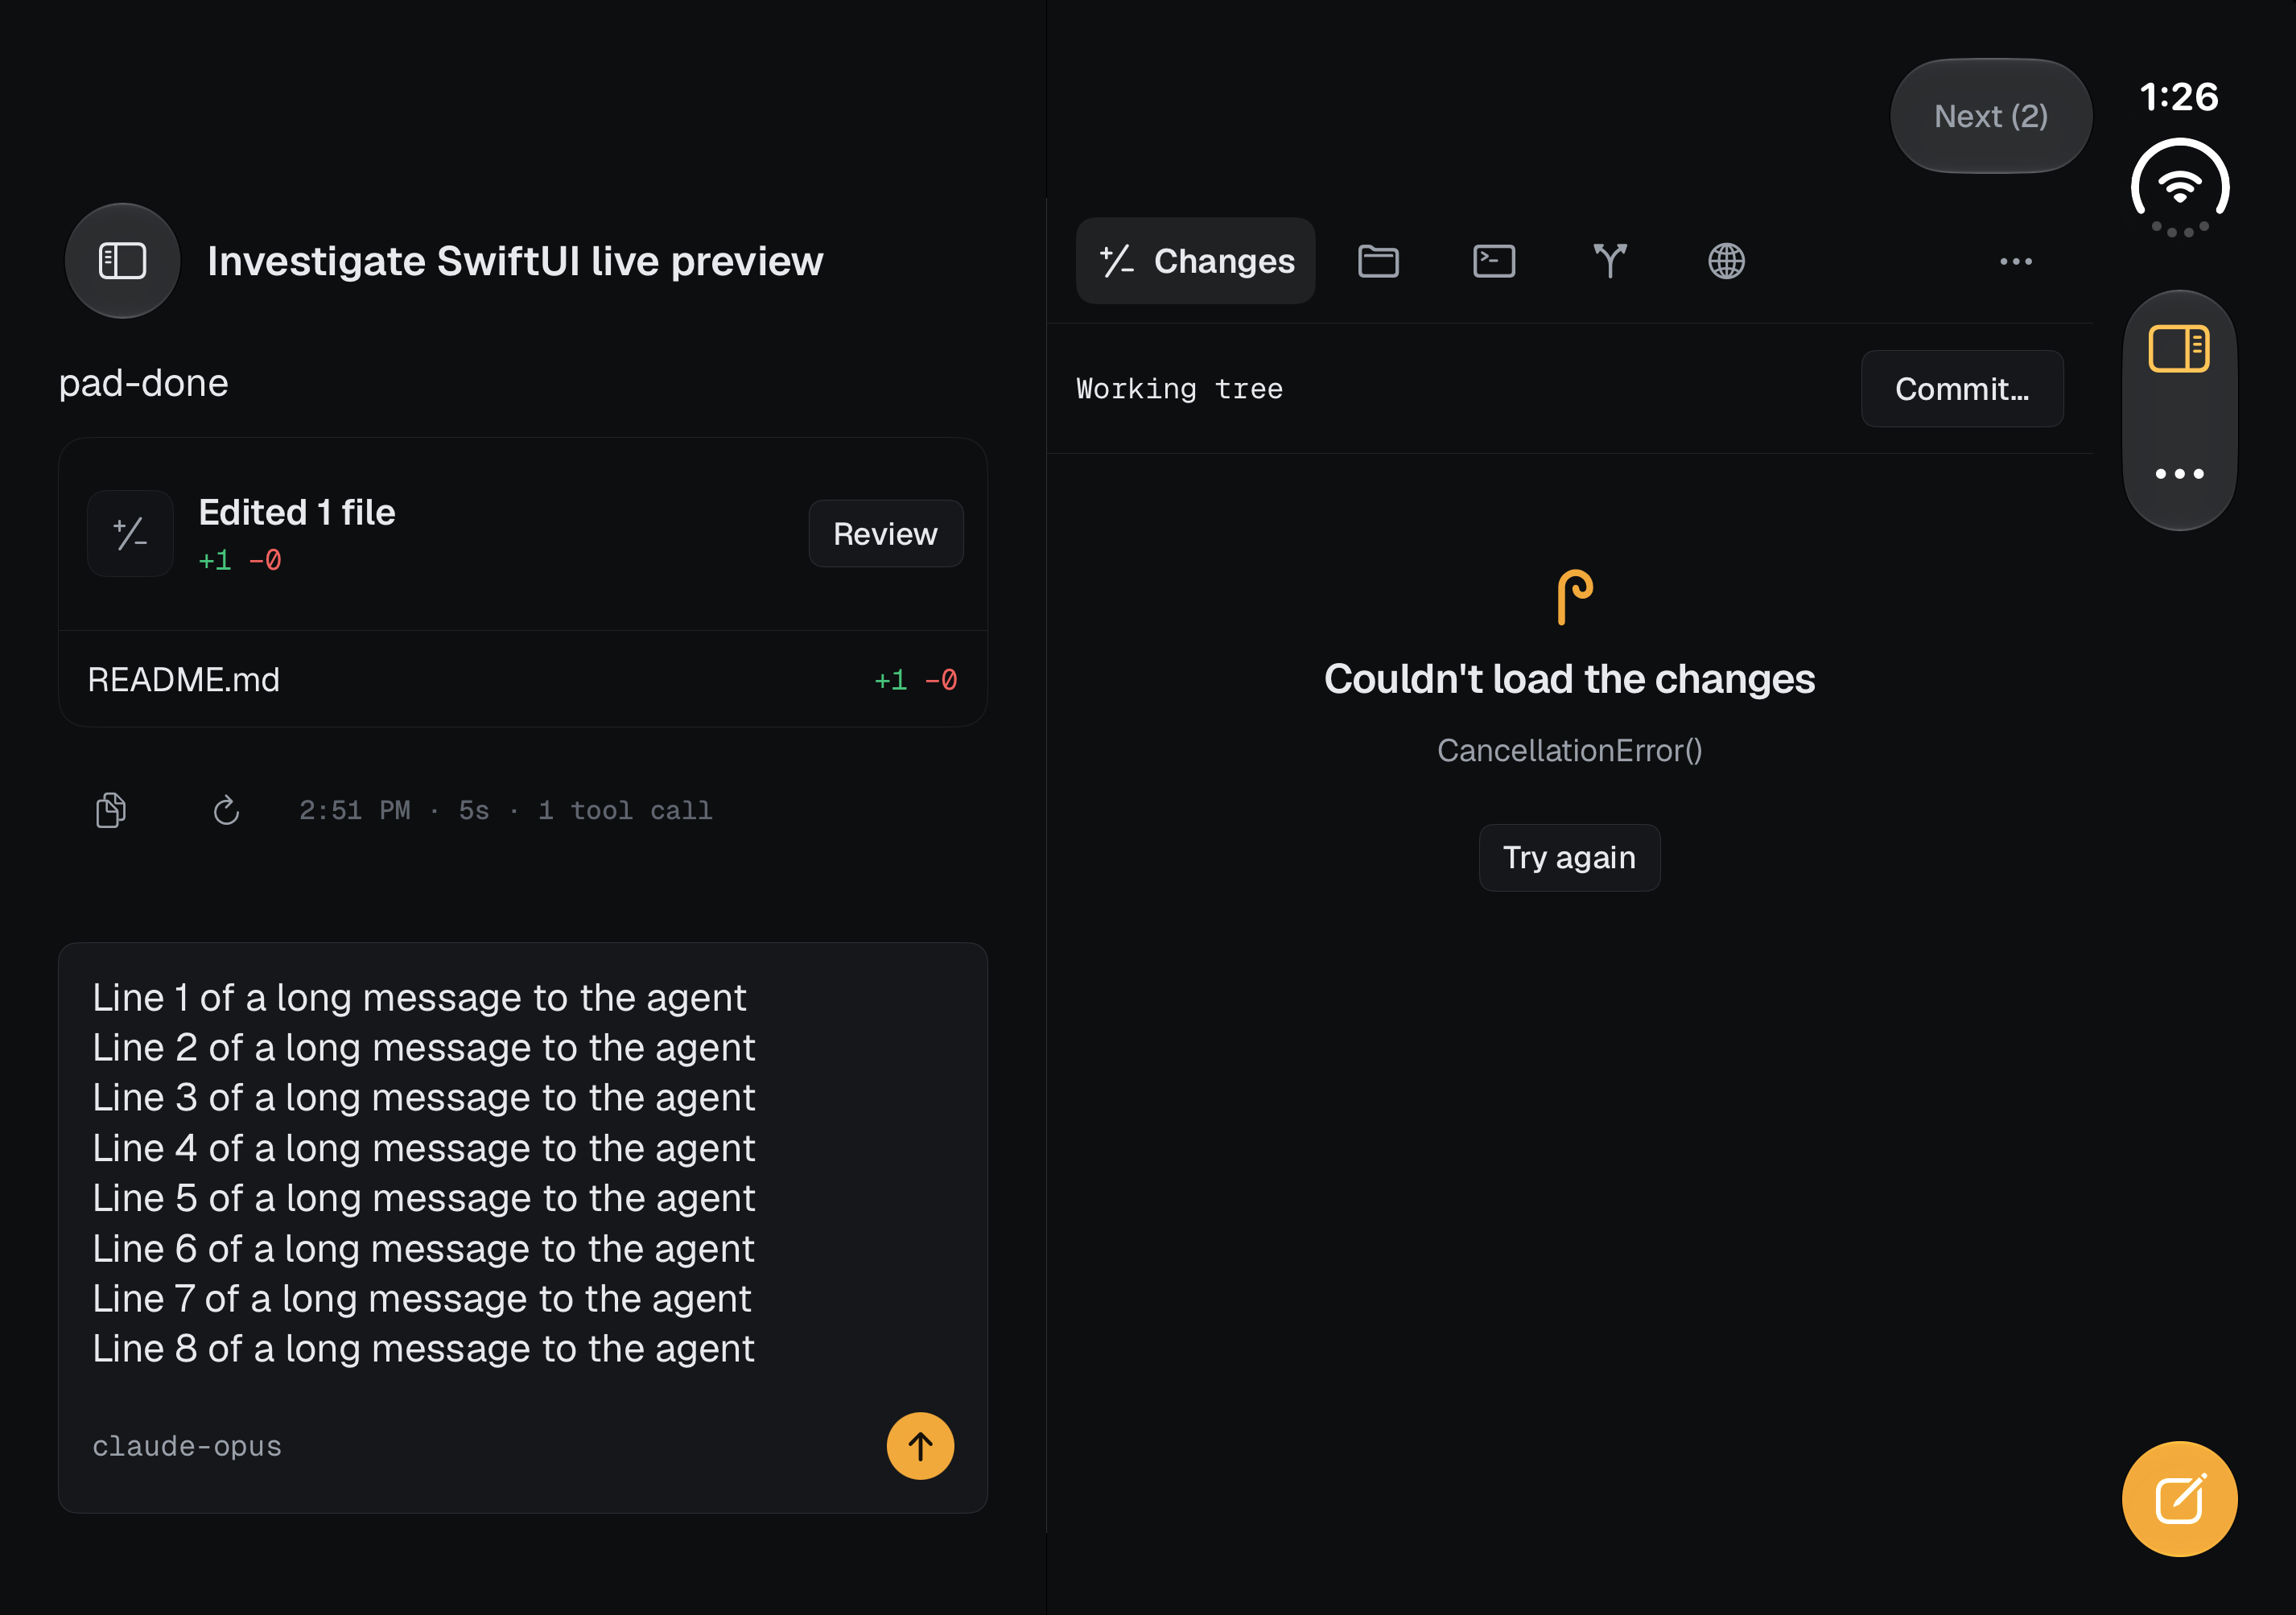 Next (2)
1:26
Investigate SwiftUI live preview
Changes
pad-done
Working tree
Commit...
Edited 1 file
+1 -0
Review
README.md
+1 -0
Couldn't load the changes
CancellationError()
Try again
2:51 PM · 5s · 1 tool call
Line 1 of a long message to the agent
Line 2 of a long message to the agent
Line 3 of a long message to the agent
Line 4 of a long message to the agent
Line 5 of a long message to the agent
Line 6 of a long message to the agent
Line 7 of a long message to the agent
Line 8 of a long message to the agent
claude-opus